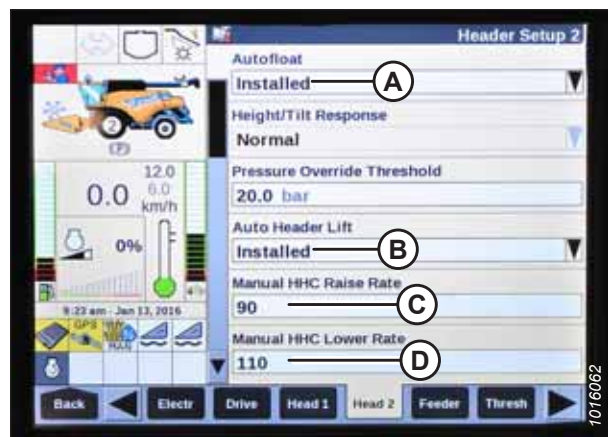 Header Setup 2
Autofloat
Installed
A
Height/Tilt Response
Normal
Pressure Override Threshold
20.0 bar
Auto Header Lift
Installed
B
Manual HHC Raise Rate
90
C
Manual HHC Lower Rate
110
D
2
(P)
12.0
6.0
0.0 km/h
0%
9:23 am - Jan 13, 2016
GPS
Back
Electr
Drive
Head 1
Head 2
Feeder
Thresh
1016062